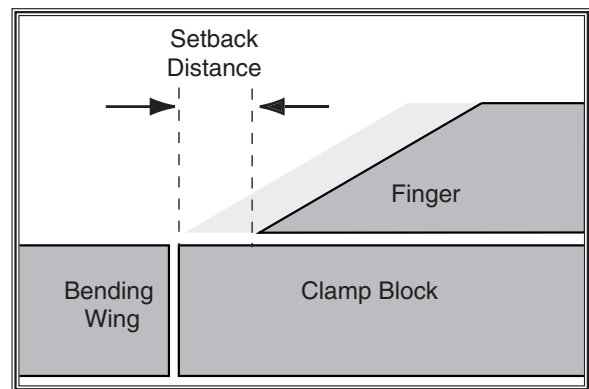 Setback
Distance
Finger
Bending
Wing
Clamp Block